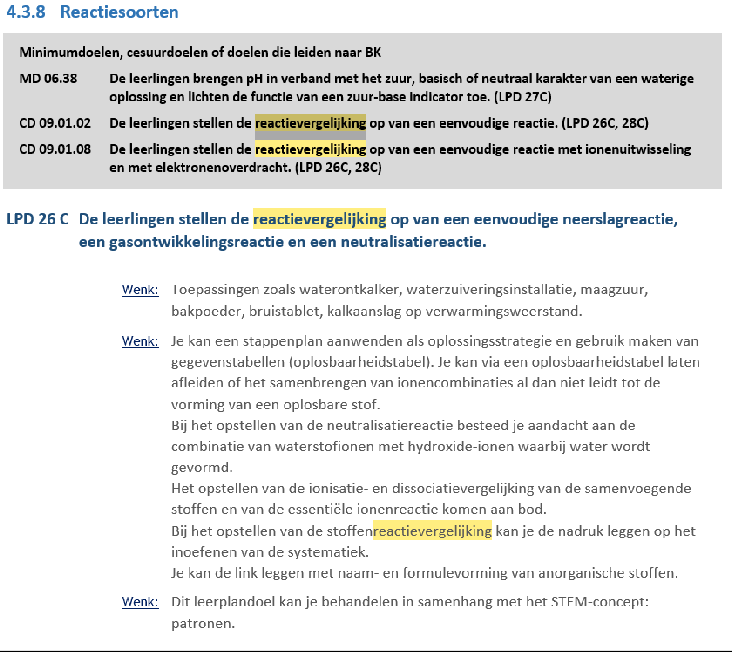 4.3.8 Reactiesoorten
Minimumdoelen, cesuurdoelen of doelen die leiden naar BK
MD 06.38 De leerlingen brengen pH in verband met het zuur, basisch of neutraal karakter van een waterige
oplossing en lichten de functie van een zuur-base indicator toe. (LPD 27C)
CD 09.01.02 De leerlingen stellen de reactievergelijking op van een eenvoudige reactie. (LPD 26C, 28C)
CD 09.01.08 De leerlingen stellen de reactievergelijking op van een eenvoudige reactie met ionenuitwisseling
en met elektronenoverdracht. (LPD 26C, 28C)
LPD 26 C De leerlingen stellen de reactievergelijking op van een eenvoudige neerslagreactie,
een gasontwikkelingsreactie en een neutralisatiereactie.
Wenk: Toepassingen zoals waterontkalker, waterzuiveringsinstallatie, maagzuur,
bakpoeder, bruistablet, kalkaanslag op verwarmingsweerstand.
Wenk: Je kan een stappenplan aanwenden als oplossingsstrategie en gebruik maken van
gegevenstabellen (oplosbaarheidstabel). Je kan via een oplosbaarheidstabel laten
afleiden of het samenbrengen van ionencombinaties al dan niet leidt tot de
vorming van een oplosbare stof.
Bij het opstellen van de neutralisatiereactie besteed je aandacht aan de
combinatie van waterstofionen met hydroxide-ionen waarbij water wordt
gevormd.
Het opstellen van de ionisatie- en dissociatievergelijking van de samenvoegende
stoffen en van de essentiële ionenreactie komen aan bod.
Bij het opstellen van de stoffenreactievergelijking kan je de nadruk leggen op het
inoefenen van de systematiek.
Je kan de link leggen met naam- en formulevorming van anorganische stoffen.
Wenk: Dit leerplandoel kan je behandelen in samenhang met het STEM-concept:
patronen.